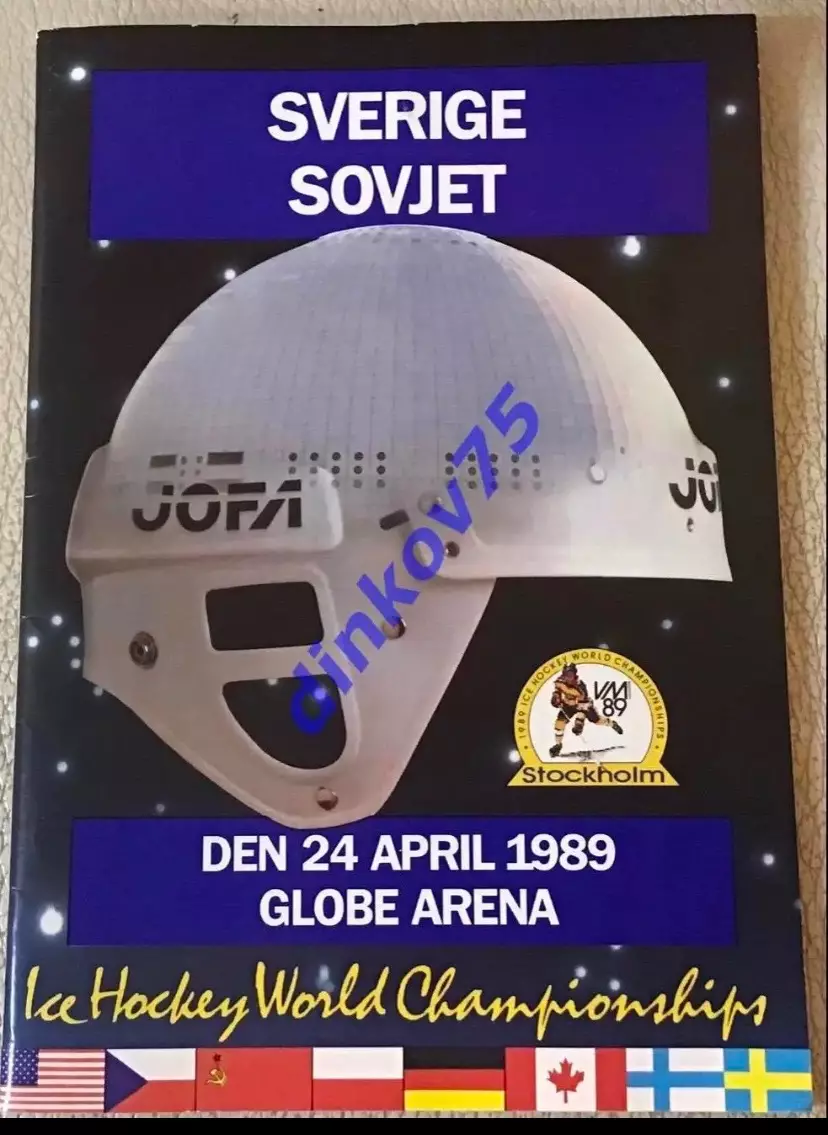 SVERIGE
SOVJET
JOFA
JO
dinkov75
• 1989 ICE HOCKEY WORLD CHAMPIONSHIPS •
VM
89
Stockholm
DEN 24 APRIL 1989
GLOBE ARENA
Ice Hockey World Championships